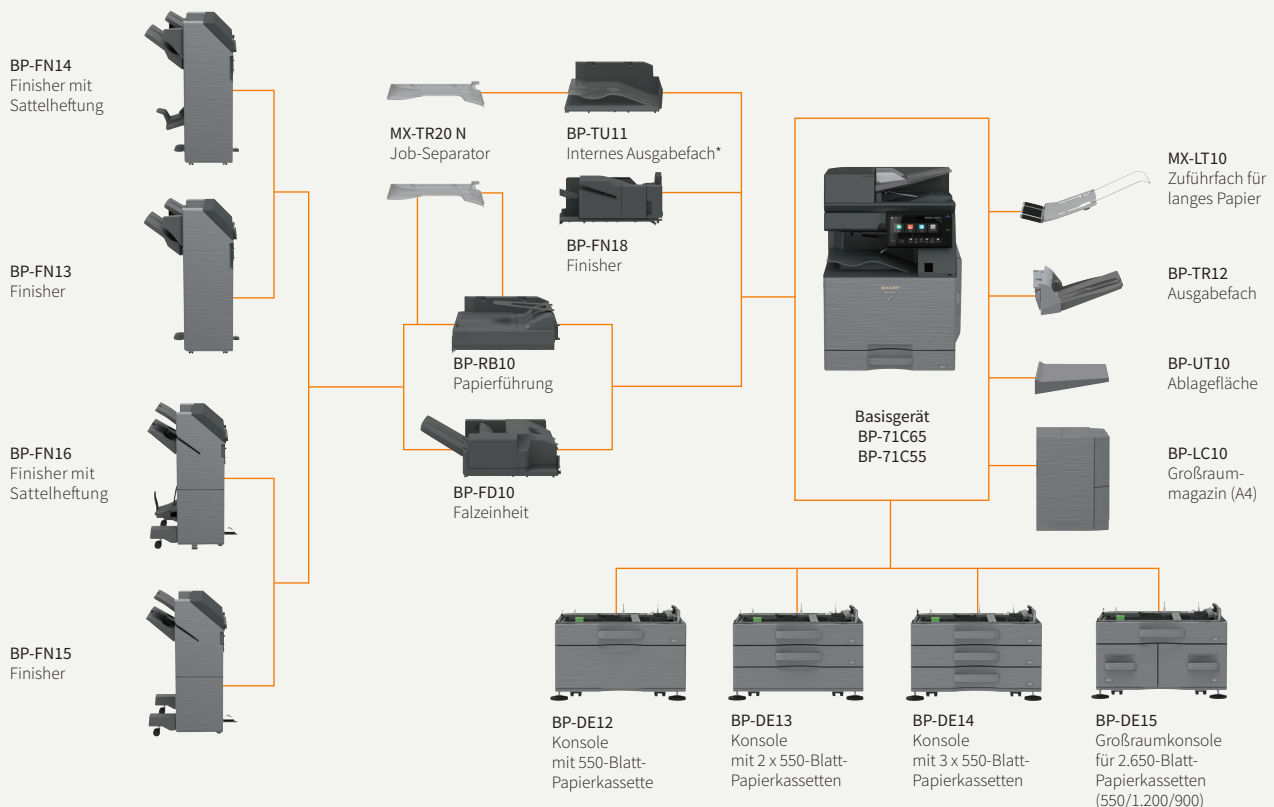 BP-FN14
Finisher mit
Sattelheftung
BP-FN13
Finisher
BP-FN16
Finisher mit
Sattelheftung
BP-FN15
Finisher
MX-TR20 N
Job-Separator
BP-TU11
Internes Ausgabefach*
BP-FN18
Finisher
BP-RB10
Papierführung
BP-FD10
Falzeinheit
SHARP
Basisgerät
BP-71C65
BP-71C55
MX-LT10
Zuführfach für
langes Papier
BP-TR12
Ausgabefach
BP-UT10
Ablagefläche
BP-LC10
Großraum-
magazin (A4)
BP-DE12
Konsole
mit 550-Blatt-
Papierkassette
BP-DE13
Konsole
mit 2 x 550-Blatt-
Papierkassetten
BP-DE14
Konsole
mit 3 x 550-Blatt-
Papierkassetten
BP-DE15
Großraumkonsole
für 2.650-Blatt-
Papierkassetten
(550/1.200/900)